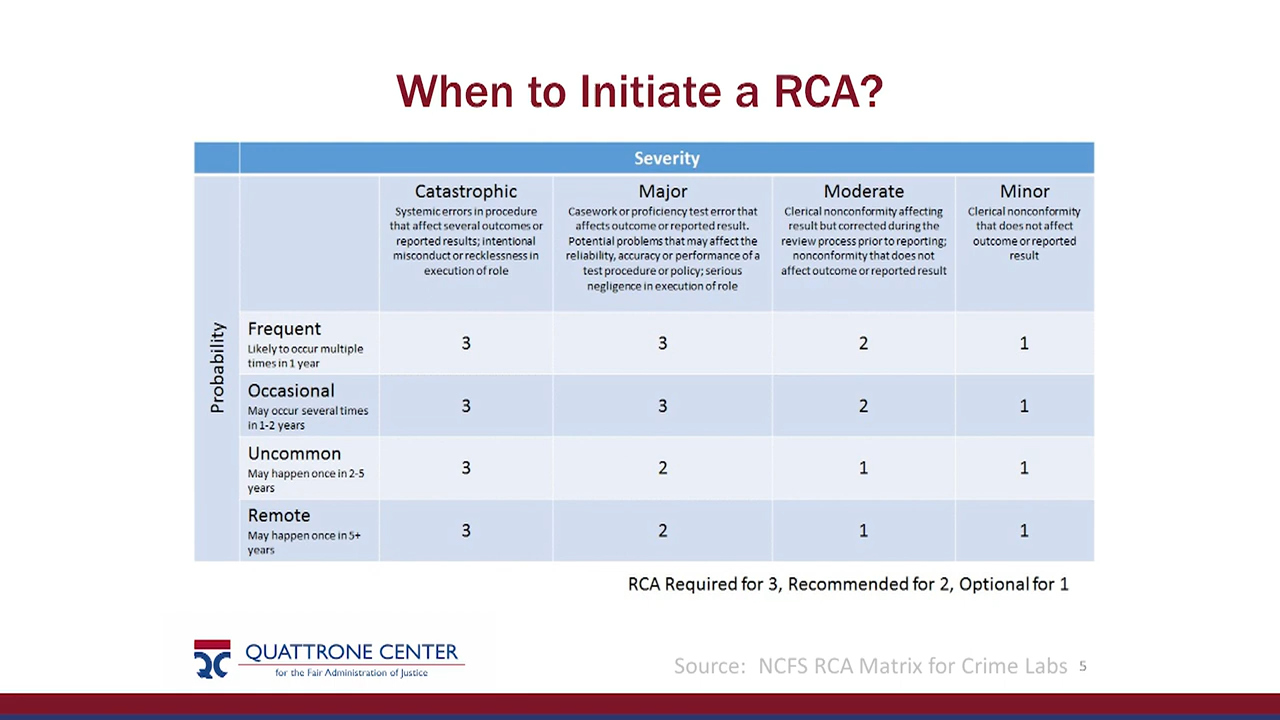 When to Initiate a RCA?
Severity
Catastrophic
Systemic errors in procedure
that affect several outcomes or
reported results; intentional
misconduct or recklessness in
execution of role
Major
Casework or proficiency test error that
affects outcome or reported result.
Potential problems that may affect the
reliability, accuracy or performance of a
test procedure or policy; serious
negligence in execution of role
Moderate
Clerical nonconformity affecting
result but corrected during the
review process prior to reporting;
nonconformity that does not
affect outcome or reported result
Minor
Clerical nonconformity
that does not affect
outcome or reported
result
Probability
Frequent
Likely to occur multiple
times in 1 year
3 3 2 1
Occasional
May occur several times
in 1-2 years
3 3 2 1
Uncommon
May happen once in 2-5
years
3 2 1 1
Remote
May happen once in 5+
years
3 2 1 1
RCA Required for 3, Recommended for 2, Optional for 1
QC
QUATTRONE CENTER
for the Fair Administration of Justice
Source: NCFS RCA Matrix for Crime Labs 5